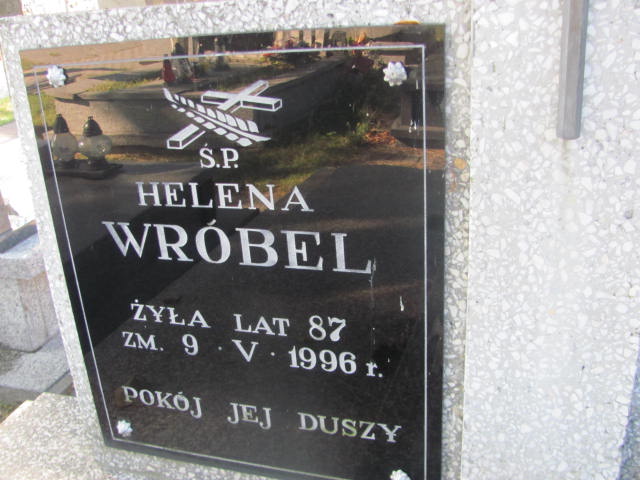 Ś.P.
HELENA
WRÓBEL
ŻYŁA LAT 87
ZM. 9 · V · 1996 r.
POKÓJ JEJ DUSZY